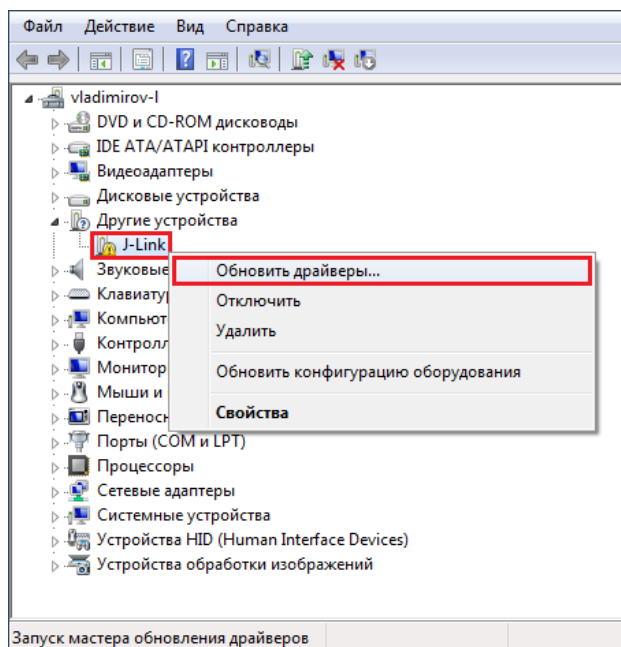 Файл Действие Вид Справка
vladimirov-l
DVD и CD-ROM дисководы
IDE ATA/ATAPI контроллеры
Видеоадаптеры
Дисковые устройства
Другие устройства
J-Link
Звуковые
Обновить драйверы...
Клавиату
Отключить
Компьют
Удалить
Контролл
Монитор
Обновить конфигурацию оборудования
Мыши и
Свойства
Перенос
Порты (COM и LPT)
Процессоры
Сетевые адаптеры
Системные устройства
Устройства HID (Human Interface Devices)
Устройства обработки изображений
Запуск мастера обновления драйверов